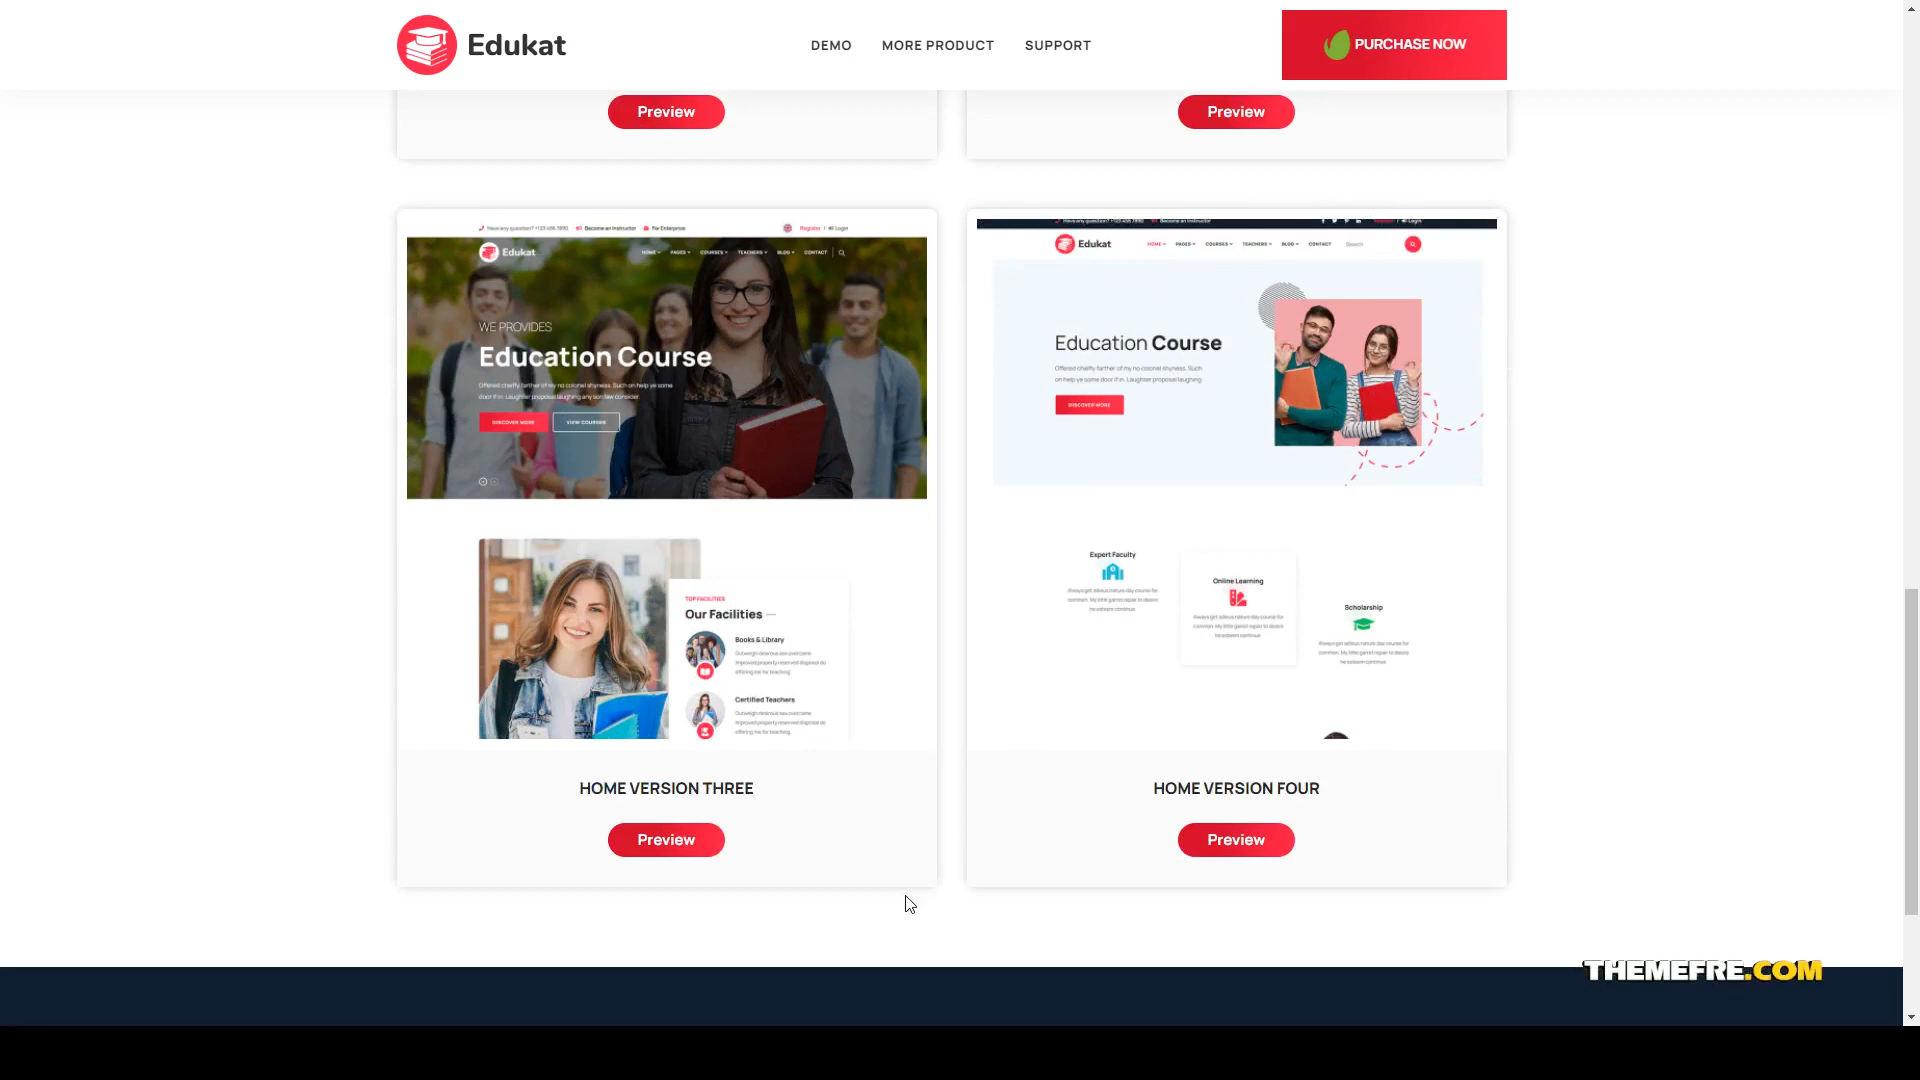 Edukat
DEMO
MORE PRODUCT
SUPPORT
PURCHASE NOW
Preview
Preview
Have any question? +123 456 7890
Become an Instructor
For Enterprise
Register / Login
Edukat
HOME
PAGES
COURSES
TEACHERS
BLOG
CONTACT
WE PROVIDES
Education Course
Offered chiefly farther of my no colonel shyness. Such on help ye some
door if in. Laughter proposal laughing any son law consider.
DISCOVER MORE
VIEW COURSES
TOP FACILITIES
Our Facilities
Books & Library
Outweigh desirous sex overcame
improved property reserved disposal do
offering me for teaching.
Certified Teachers
Outweigh desirous sex overcame
improved property reserved disposal do
offering me for teaching.
HOME VERSION THREE
Preview
Have any question? +123 456 7890
Become an Instructor
Register / Login
Edukat
HOME
PAGES
COURSES
TEACHERS
BLOG
CONTACT
Search
Education Course
Offered chiefly farther of my no colonel shyness. Such
on help ye some door if in. Laughter proposal laughing.
DISCOVER MORE
Expert Faculty
Always get adieus nature day course for
common. My little garret repair to desire
he esteem continue.
Online Learning
Always get adieus nature day course for
common. My little garret repair to desire
he esteem continue.
Scholarship
Always get adieus nature day course for
common. My little garret repair to desire
he esteem continue.
HOME VERSION FOUR
Preview
THEMEFRE.COM